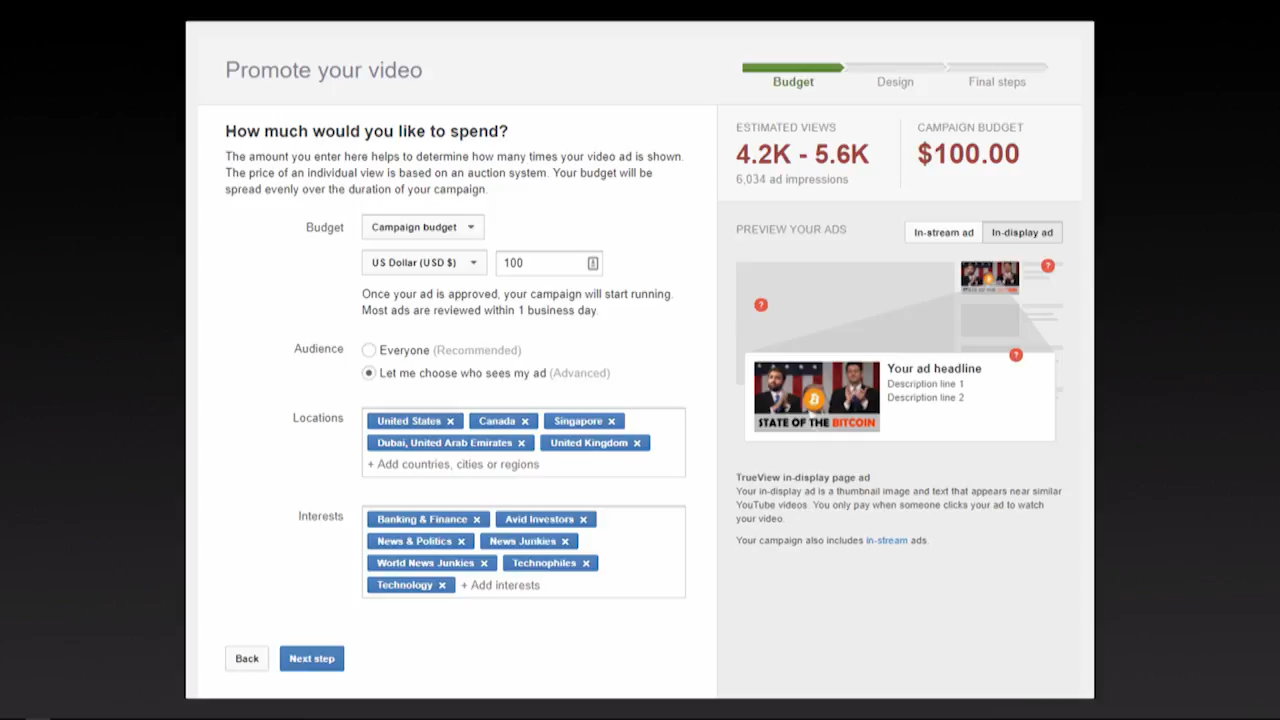 Promote your video
Budget
Design
Final steps
How much would you like to spend?
The amount you enter here helps to determine how many times your video ad is shown.
The price of an individual view is based on an auction system. Your budget will be
spread evenly over the duration of your campaign.
Budget
Campaign budget
US Dollar (USD $)
100
Once your ad is approved, your campaign will start running.
Most ads are reviewed within 1 business day.
Audience
Everyone (Recommended)
Let me choose who sees my ad (Advanced)
Locations
United States × Canada × Singapore ×
Dubai, United Arab Emirates × United Kingdom ×
+ Add countries, cities or regions
Interests
Banking & Finance × Avid Investors ×
News & Politics × News Junkies ×
World News Junkies × Technophiles ×
Technology × + Add interests
Back
Next step
ESTIMATED VIEWS
4.2K - 5.6K
6,034 ad impressions
CAMPAIGN BUDGET
$100.00
PREVIEW YOUR ADS
In-stream ad
In-display ad
?
?
?
STATE OF THE BITCOIN
Your ad headline
Description line 1
Description line 2
TrueView in-display page ad
Your in-display ad is a thumbnail image and text that appears near similar
YouTube videos. You only pay when someone clicks your ad to watch
your video.
Your campaign also includes in-stream ads.